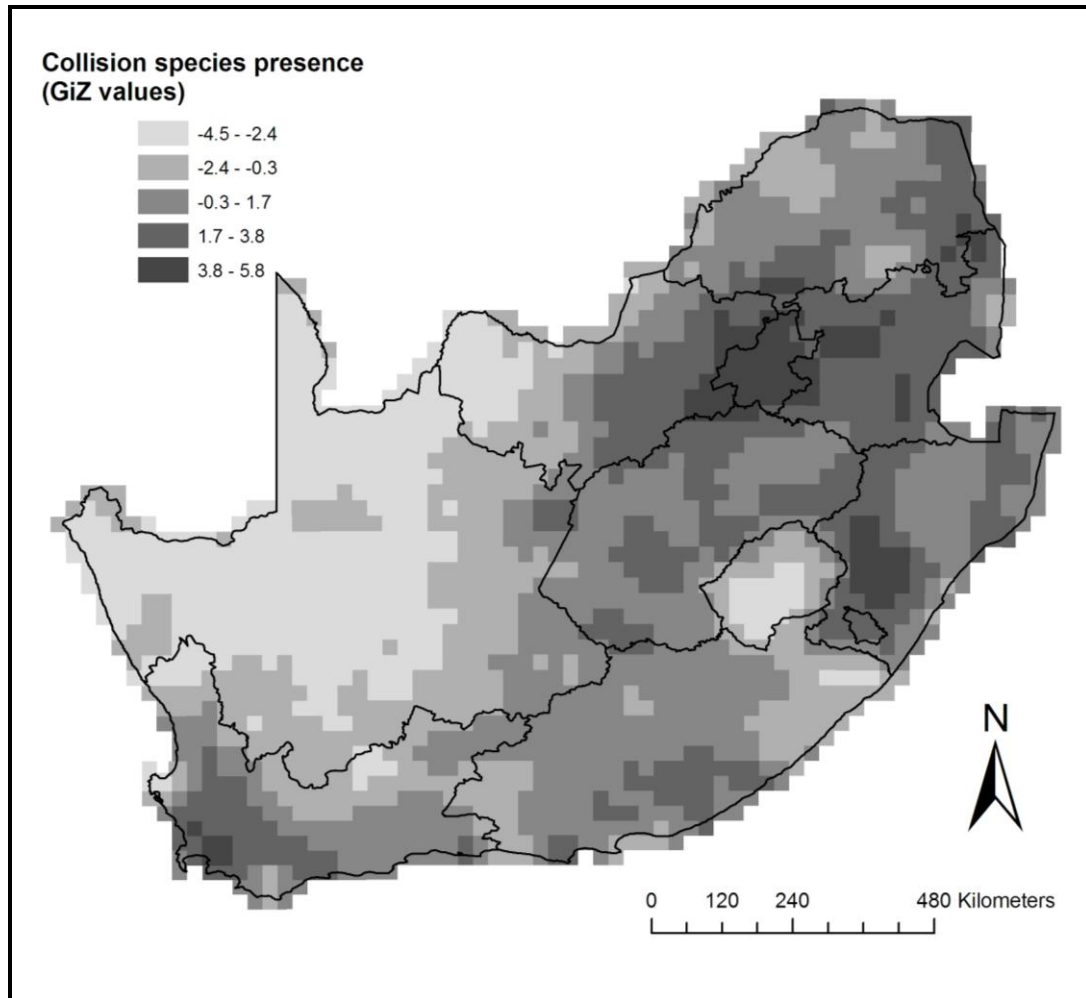 Collision species presence
(GiZ values)
-4.5 - -2.4
-2.4 - -0.3
-0.3 - 1.7
1.7 - 3.8
3.8 - 5.8
N
0 120 240 480 Kilometers